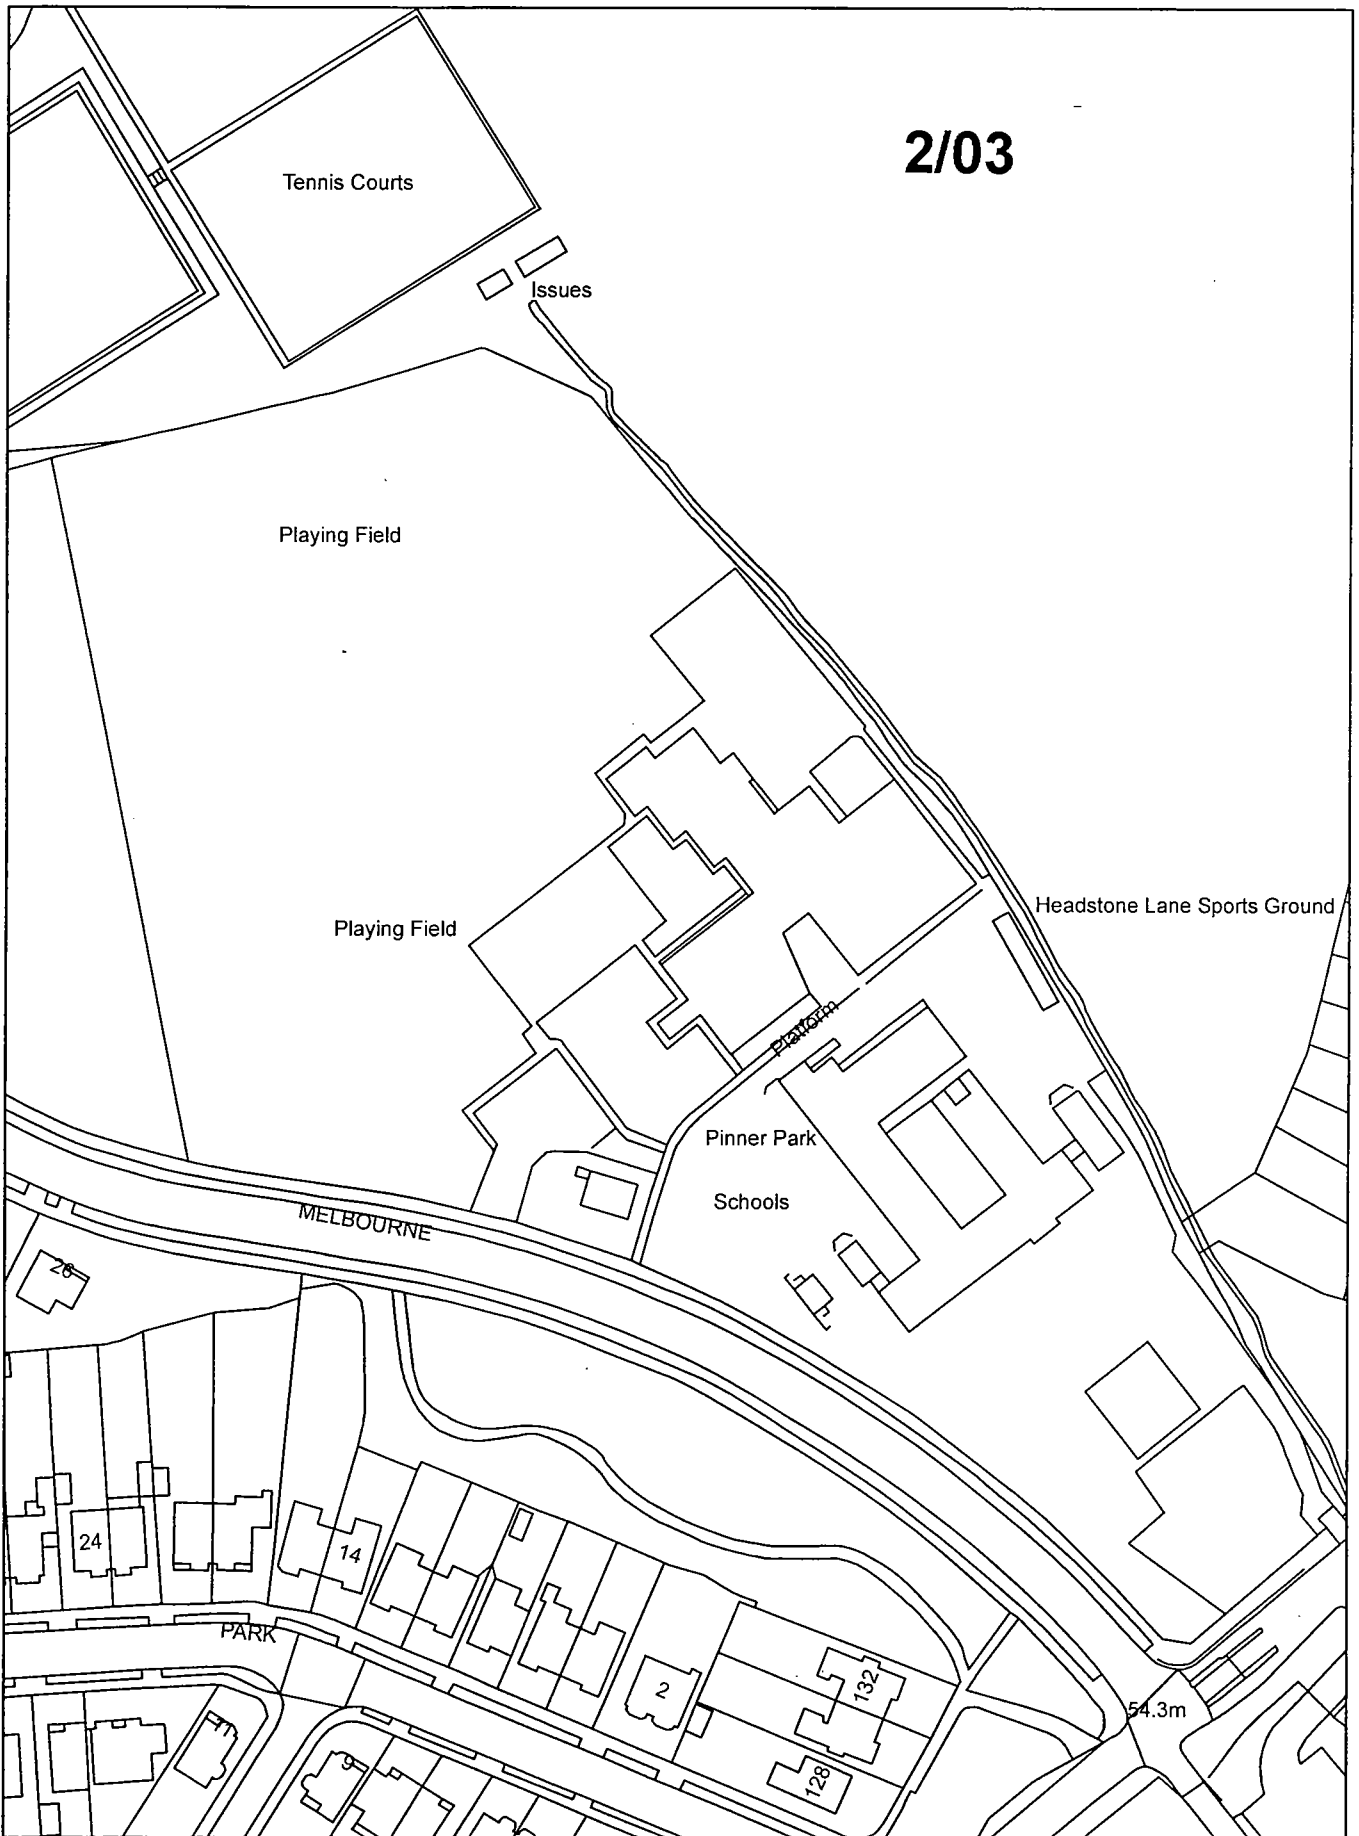 2/03
Tennis Courts
Issues
Playing Field
Headstone Lane Sports Ground
Playing Field
Platform
Pinner Park
Schools
MELBOURNE
26
24
14
PARK
2
132
54.3m
11
9
128